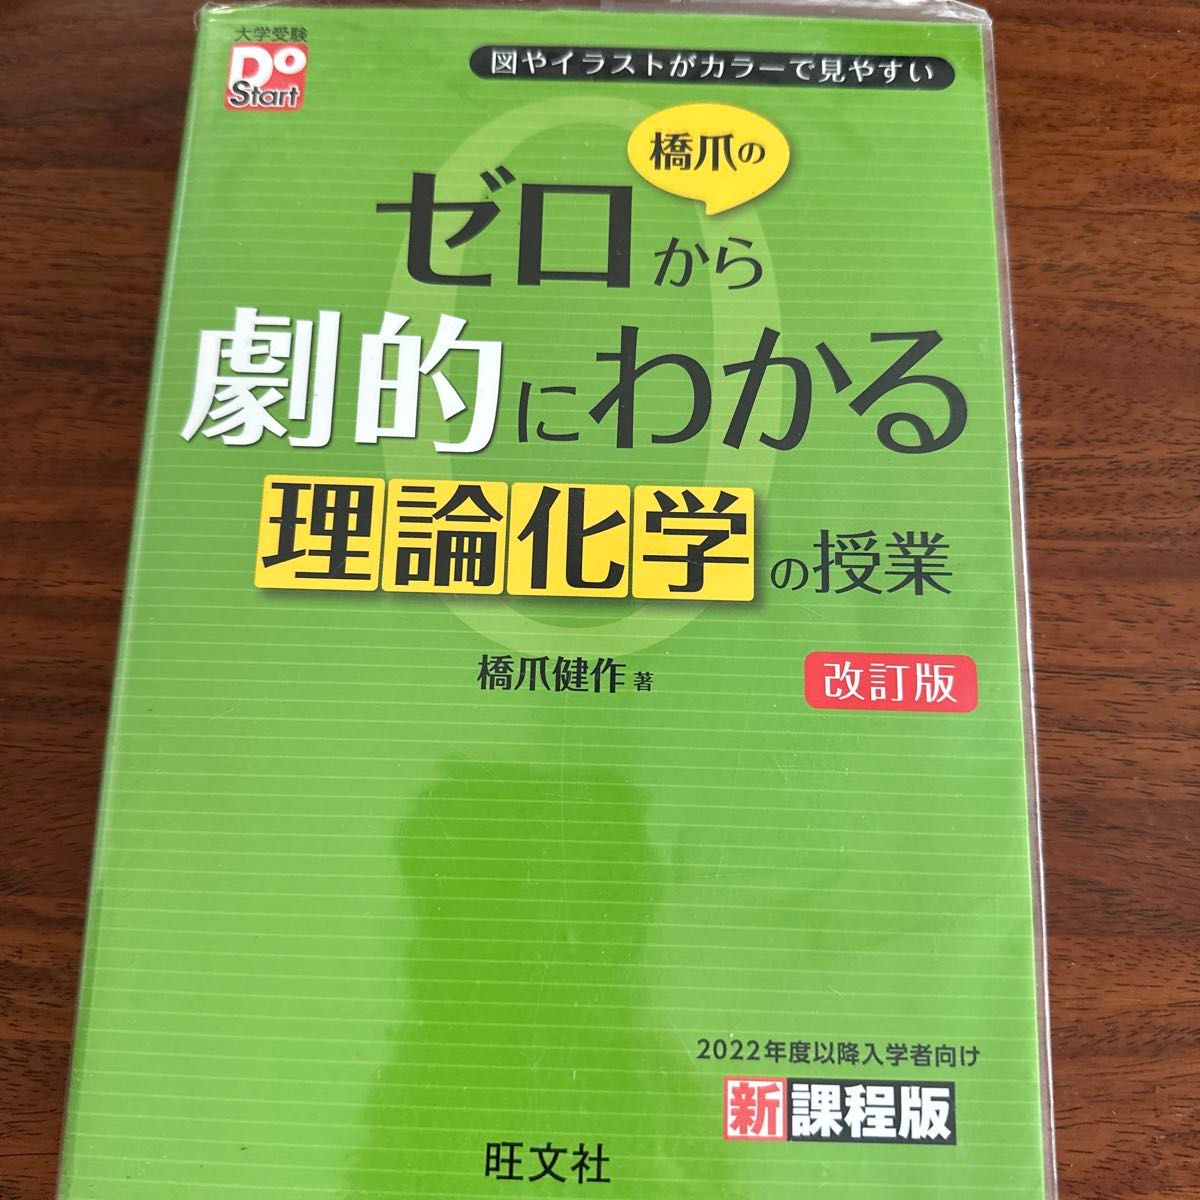 大学受験
Do
Start
図やイラストがカラーで見やすい
橋爪の
ゼロから
劇的にわかる
理論化学の授業
橋爪健作 著
改訂版
2022年度以降入学者向け
新課程版
旺文社